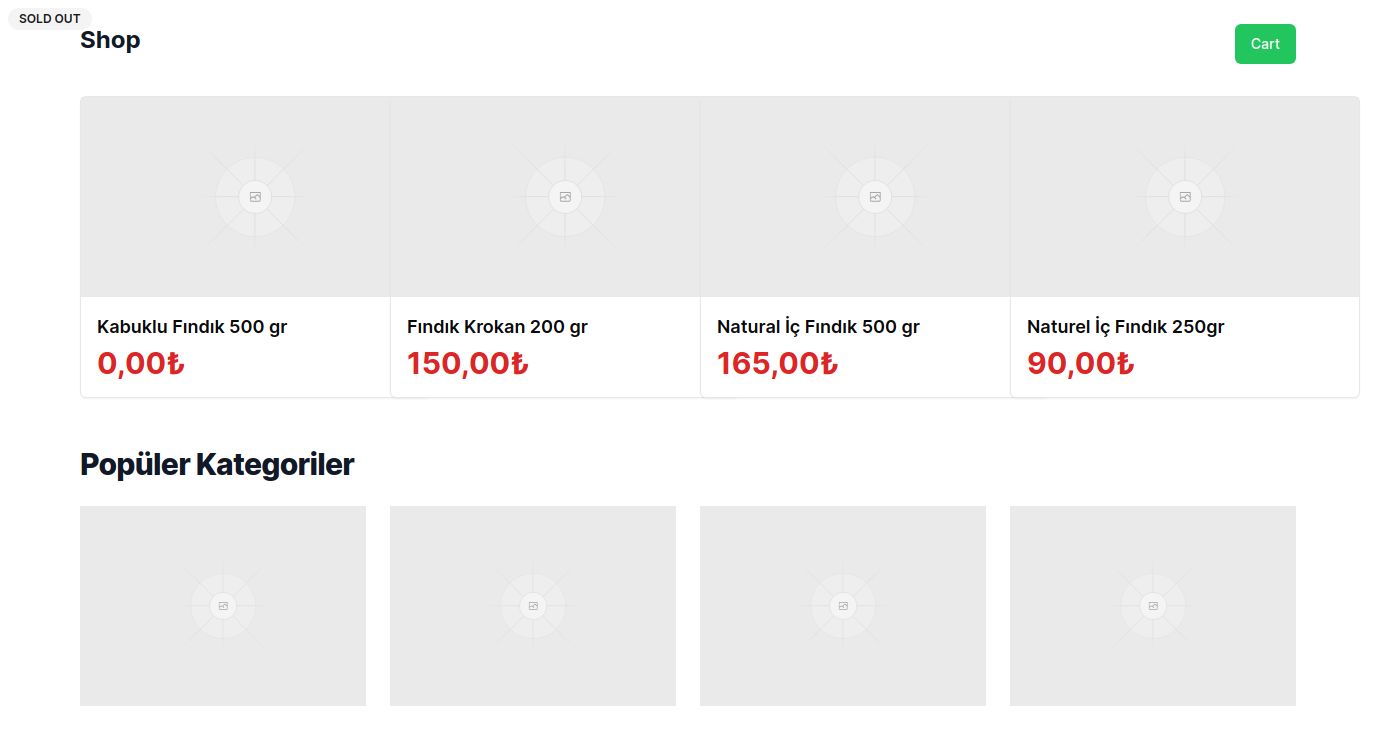 SOLD OUT
Shop
Cart
Kabuklu Fındık 500 gr
0,00₺
Fındık Krokan 200 gr
150,00₺
Natural İç Fındık 500 gr
165,00₺
Naturel İç Fındık 250gr
90,00₺
Popüler Kategoriler